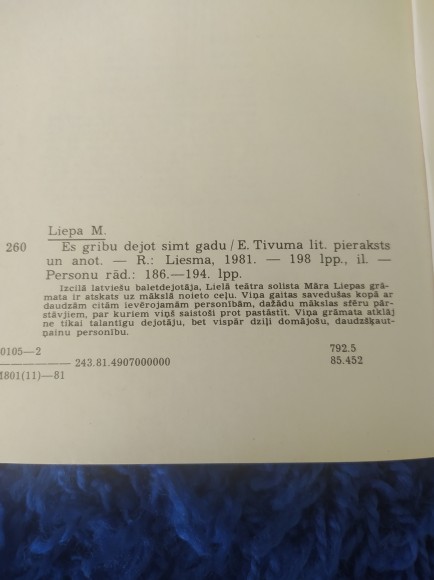 Liepa M.
260 Es gribu dejot simt gadu / E. Tivuma lit. pieraksts
un anot. — R.: Liesma, 1981. — 198 lpp., il. —
Personu rād.: 186.—194. lpp.
Izcilā latviešu baletdejotāja, Lielā teātra solista Māra Liepas grā-
mata ir atskats uz mākslā noieto ceļu. Viņa gaitas savedušas kopā ar
daudzām citām ievērojamām personībām, dažādu mākslas sfēru pār-
stāvjiem, par kuriem viņš saistoši prot pastāstīt. Viņa grāmata atklāj
ne tikai talantīgu dejotāju, bet vispār dziļi domājošu, daudzšķaut-
ņainu personību.
0105—2 792.5
243.81.4907000000 85.452
M801(11)—81